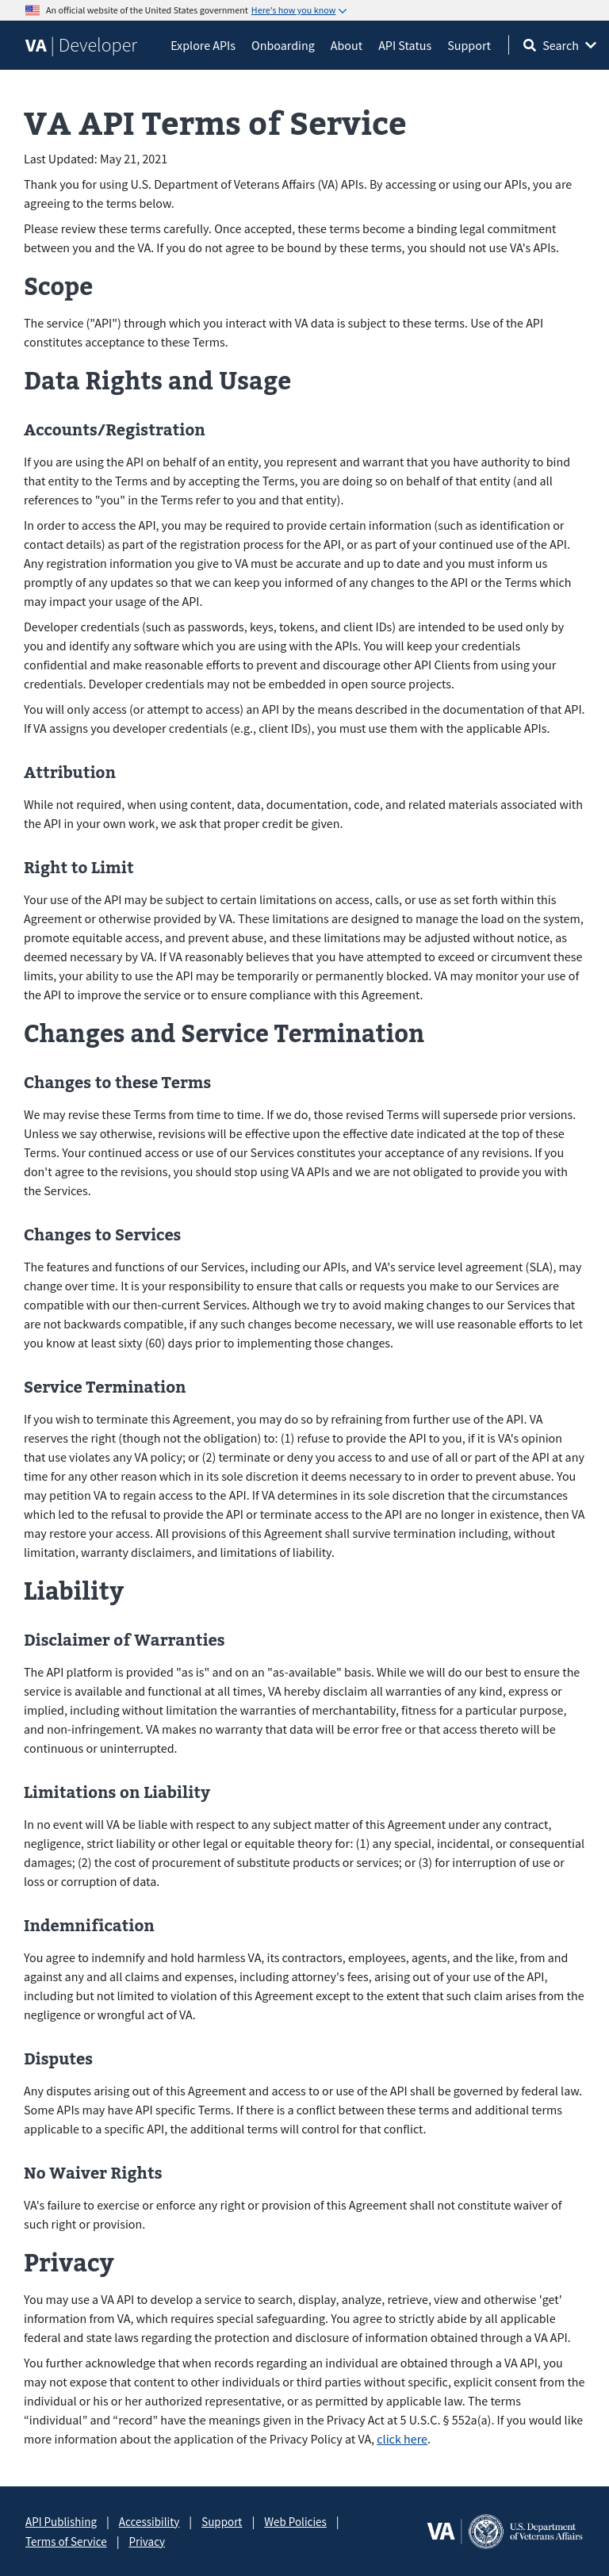 An official website of the United States government Here's how you know
VA | Developer
Explore APIs Onboarding About API Status Support Search
VA API Terms of Service
Last Updated: May 21, 2021
Thank you for using U.S. Department of Veterans Affairs (VA) APIs. By accessing or using our APIs, you are
agreeing to the terms below.
Please review these terms carefully. Once accepted, these terms become a binding legal commitment
between you and the VA. If you do not agree to be bound by these terms, you should not use VA's APIs.
Scope
The service ("API") through which you interact with VA data is subject to these terms. Use of the API
constitutes acceptance to these Terms.
Data Rights and Usage
Accounts/Registration
If you are using the API on behalf of an entity, you represent and warrant that you have authority to bind
that entity to the Terms and by accepting the Terms, you are doing so on behalf of that entity (and all
references to "you" in the Terms refer to you and that entity).
In order to access the API, you may be required to provide certain information (such as identification or
contact details) as part of the registration process for the API, or as part of your continued use of the API.
Any registration information you give to VA must be accurate and up to date and you must inform us
promptly of any updates so that we can keep you informed of any changes to the API or the Terms which
may impact your usage of the API.
Developer credentials (such as passwords, keys, tokens, and client IDs) are intended to be used only by
you and identify any software which you are using with the APIs. You will keep your credentials
confidential and make reasonable efforts to prevent and discourage other API Clients from using your
credentials. Developer credentials may not be embedded in open source projects.
You will only access (or attempt to access) an API by the means described in the documentation of that API.
If VA assigns you developer credentials (e.g., client IDs), you must use them with the applicable APIs.
Attribution
While not required, when using content, data, documentation, code, and related materials associated with
the API in your own work, we ask that proper credit be given.
Right to Limit
Your use of the API may be subject to certain limitations on access, calls, or use as set forth within this
Agreement or otherwise provided by VA. These limitations are designed to manage the load on the system,
promote equitable access, and prevent abuse, and these limitations may be adjusted without notice, as
deemed necessary by VA. If VA reasonably believes that you have attempted to exceed or circumvent these
limits, your ability to use the API may be temporarily or permanently blocked. VA may monitor your use of
the API to improve the service or to ensure compliance with this Agreement.
Changes and Service Termination
Changes to these Terms
We may revise these Terms from time to time. If we do, those revised Terms will supersede prior versions.
Unless we say otherwise, revisions will be effective upon the effective date indicated at the top of these
Terms. Your continued access or use of our Services constitutes your acceptance of any revisions. If you
don't agree to the revisions, you should stop using VA APIs and we are not obligated to provide you with
the Services.
Changes to Services
The features and functions of our Services, including our APIs, and VA's service level agreement (SLA), may
change over time. It is your responsibility to ensure that calls or requests you make to our Services are
compatible with our then-current Services. Although we try to avoid making changes to our Services that
are not backwards compatible, if any such changes become necessary, we will use reasonable efforts to let
you know at least sixty (60) days prior to implementing those changes.
Service Termination
If you wish to terminate this Agreement, you may do so by refraining from further use of the API. VA
reserves the right (though not the obligation) to: (1) refuse to provide the API to you, if it is VA's opinion
that use violates any VA policy; or (2) terminate or deny you access to and use of all or part of the API at any
time for any other reason which in its sole discretion it deems necessary to in order to prevent abuse. You
may petition VA to regain access to the API. If VA determines in its sole discretion that the circumstances
which led to the refusal to provide the API or terminate access to the API are no longer in existence, then VA
may restore your access. All provisions of this Agreement shall survive termination including, without
limitation, warranty disclaimers, and limitations of liability.
Liability
Disclaimer of Warranties
The API platform is provided "as is" and on an "as-available" basis. While we will do our best to ensure the
service is available and functional at all times, VA hereby disclaim all warranties of any kind, express or
implied, including without limitation the warranties of merchantability, fitness for a particular purpose,
and non-infringement. VA makes no warranty that data will be error free or that access thereto will be
continuous or uninterrupted.
Limitations on Liability
In no event will VA be liable with respect to any subject matter of this Agreement under any contract,
negligence, strict liability or other legal or equitable theory for: (1) any special, incidental, or consequential
damages; (2) the cost of procurement of substitute products or services; or (3) for interruption of use or
loss or corruption of data.
Indemnification
You agree to indemnify and hold harmless VA, its contractors, employees, agents, and the like, from and
against any and all claims and expenses, including attorney's fees, arising out of your use of the API,
including but not limited to violation of this Agreement except to the extent that such claim arises from the
negligence or wrongful act of VA.
Disputes
Any disputes arising out of this Agreement and access to or use of the API shall be governed by federal law.
Some APIs may have API specific Terms. If there is a conflict between these terms and additional terms
applicable to a specific API, the additional terms will control for that conflict.
No Waiver Rights
VA's failure to exercise or enforce any right or provision of this Agreement shall not constitute waiver of
such right or provision.
Privacy
You may use a VA API to develop a service to search, display, analyze, retrieve, view and otherwise 'get'
information from VA, which requires special safeguarding. You agree to strictly abide by all applicable
federal and state laws regarding the protection and disclosure of information obtained through a VA API.
You further acknowledge that when records regarding an individual are obtained through a VA API, you
may not expose that content to other individuals or third parties without specific, explicit consent from the
individual or his or her authorized representative, or as permitted by applicable law. The terms
“individual” and “record” have the meanings given in the Privacy Act at 5 U.S.C. § 552a(a). If you would like
more information about the application of the Privacy Policy at VA, click here.
API Publishing | Accessibility | Support | Web Policies |
Terms of Service | Privacy
VA U.S. Department
of Veterans Affairs